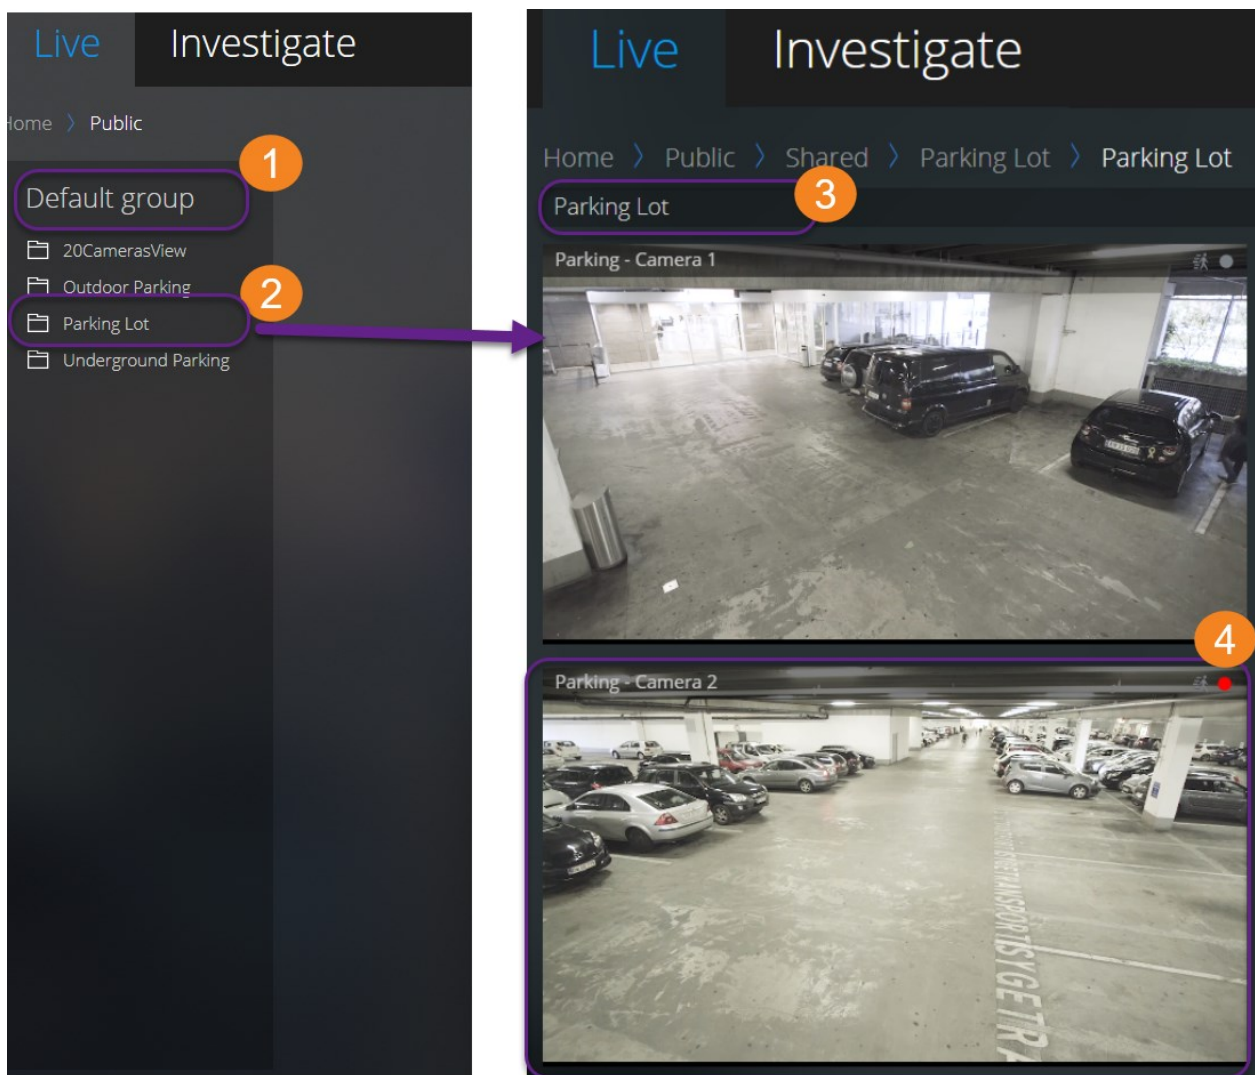 Live Investigate
Home 〉 Public
1
Default group
20CamerasView
Outdoor Parking
2
Parking Lot
Underground Parking
Live Investigate
Home 〉 Public 〉 Shared 〉 Parking Lot 〉 Parking Lot
3
Parking Lot
Parking - Camera 1
4
Parking - Camera 2